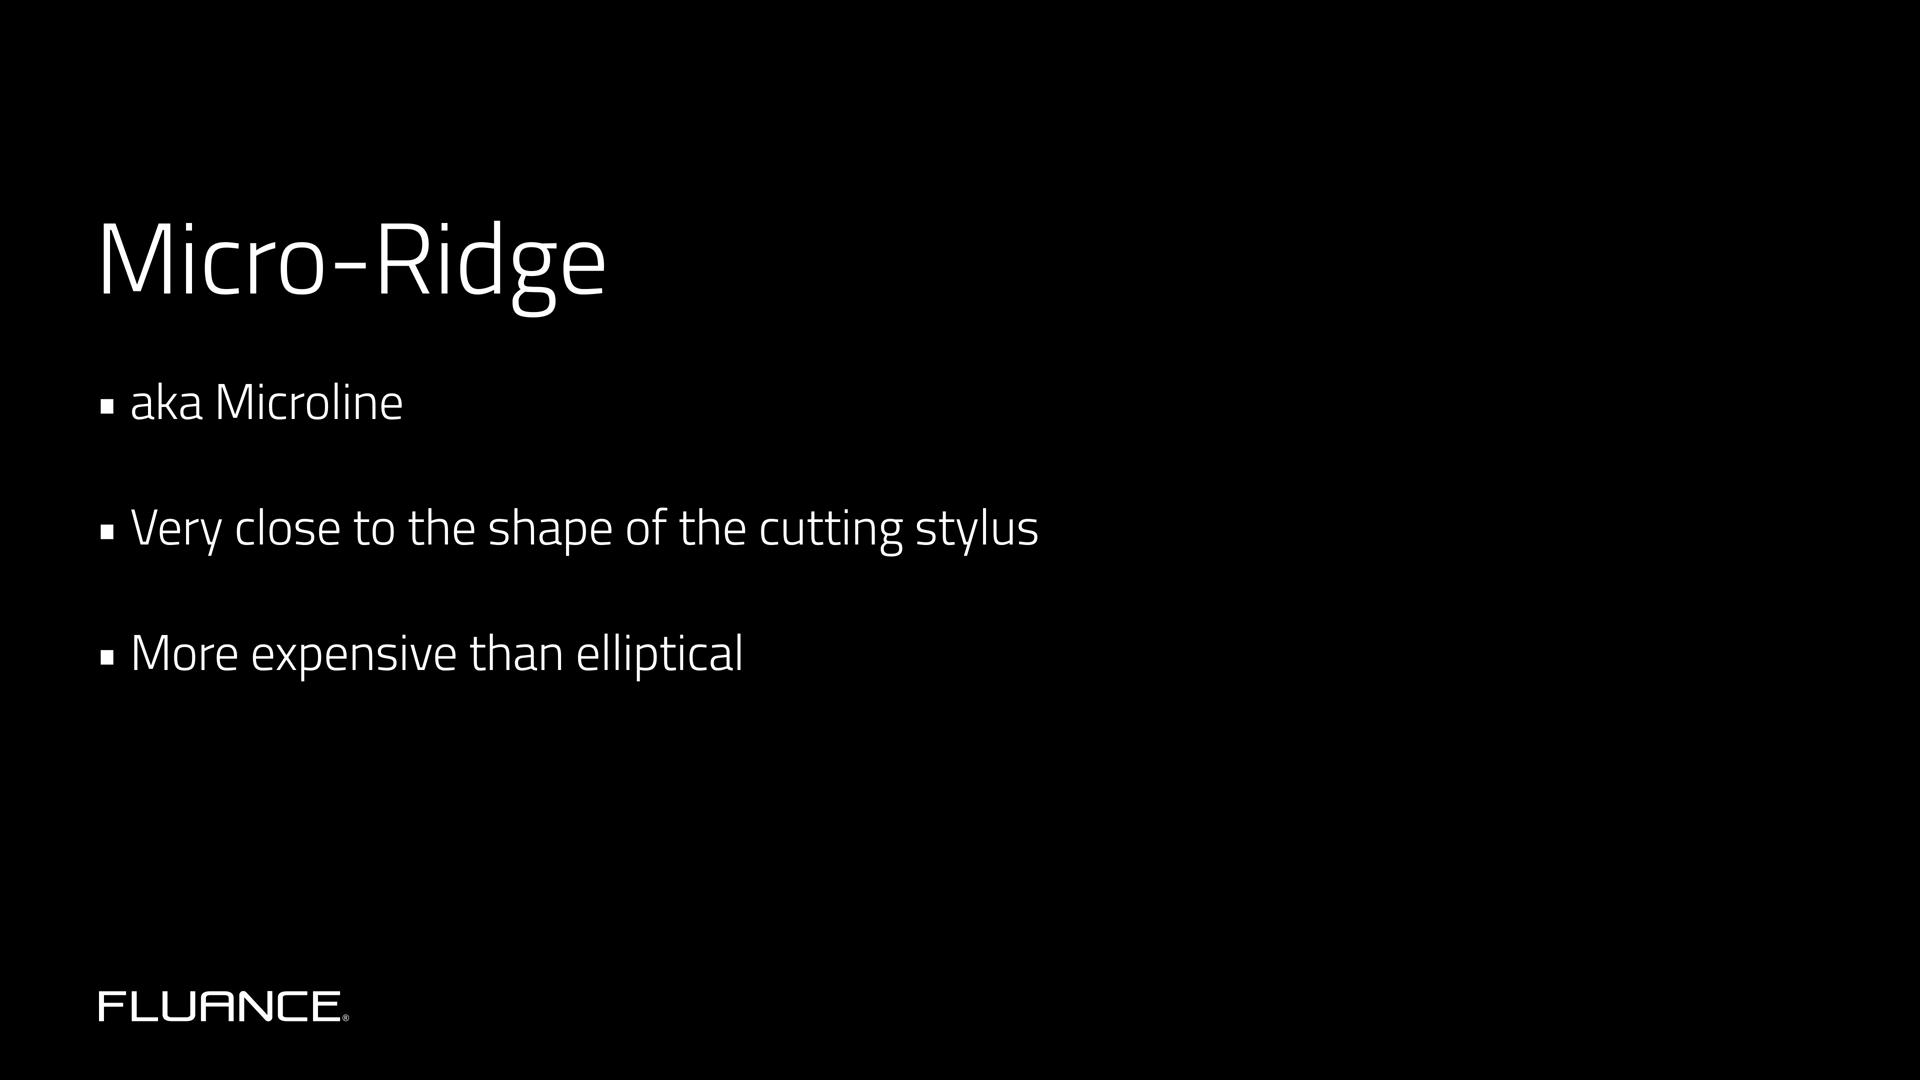 Micro-Ridge
▪ aka Microline
▪ Very close to the shape of the cutting stylus
▪ More expensive than elliptical
FLUANCE®